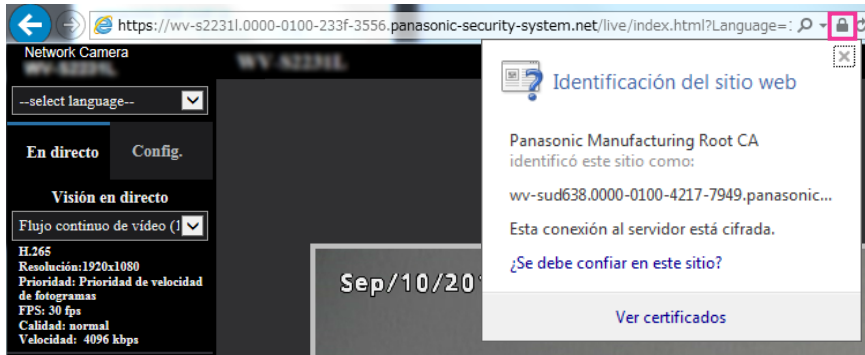 https://wv-s2231l.0000-0100-233f-3556.panasonic-security-system.net/live/index.html?Language=
Network Camera
WV-S2231L
WV-S2231L
--select language--
En directo Config.
Visión en directo
Flujo continuo de vídeo (1
H.265
Resolución:1920x1080
Prioridad: Prioridad de velocidad
de fotogramas
FPS: 30 fps
Calidad: normal
Velocidad: 4096 kbps
Sep/10/20
Identificación del sitio web
Panasonic Manufacturing Root CA
identificó este sitio como:
wv-sud638.0000-0100-4217-7949.panasonic...
Esta conexión al servidor está cifrada.
¿Se debe confiar en este sitio?
Ver certificados